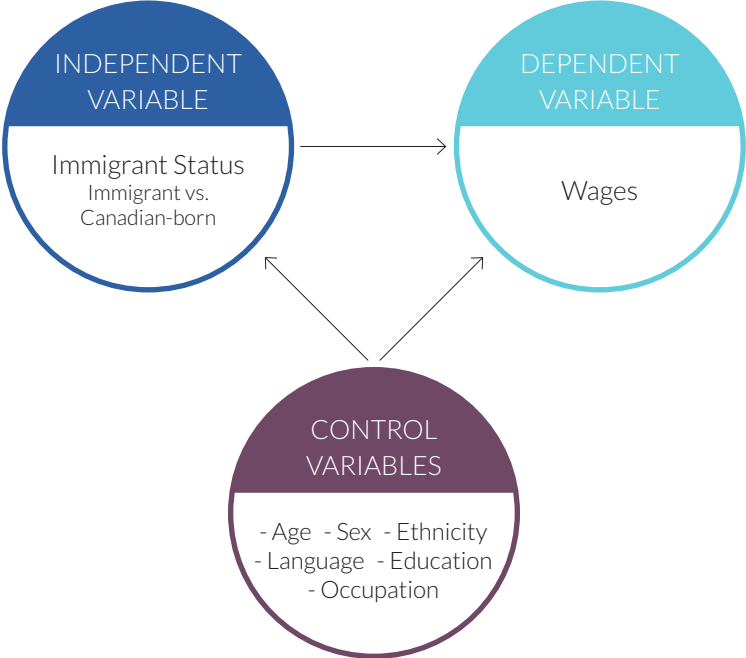 INDEPENDENT
VARIABLE
Immigrant Status
Immigrant vs.
Canadian-born
DEPENDENT
VARIABLE
Wages
CONTROL
VARIABLES
- Age - Sex - Ethnicity
- Language - Education
- Occupation